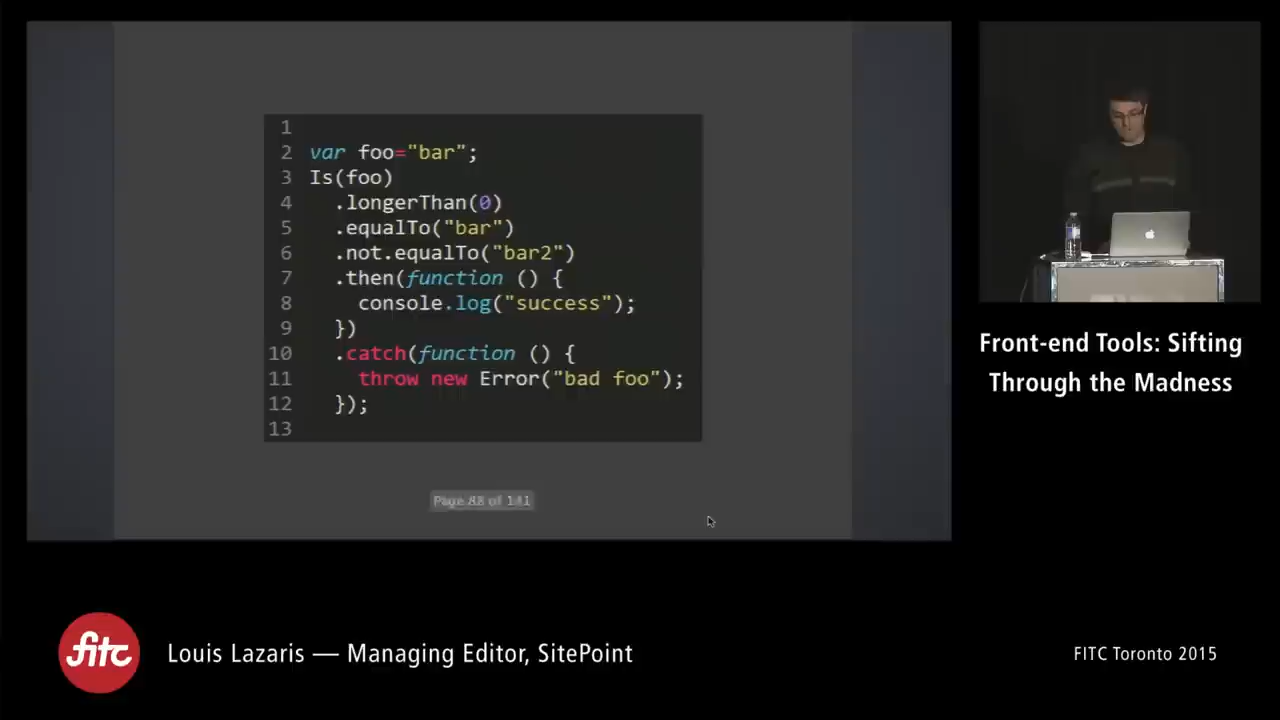 1
2 var foo="bar";
3 Is(foo)
4 .longerThan(0)
5 .equalTo("bar")
6 .not.equalTo("bar2")
7 .then(function () {
8 console.log("success");
9 })
10 .catch(function () {
11 throw new Error("bad foo");
12 });
13
Page 88 of 141
Front-end Tools: Sifting
Through the Madness
fitc
Louis Lazaris — Managing Editor, SitePoint
FITC Toronto 2015